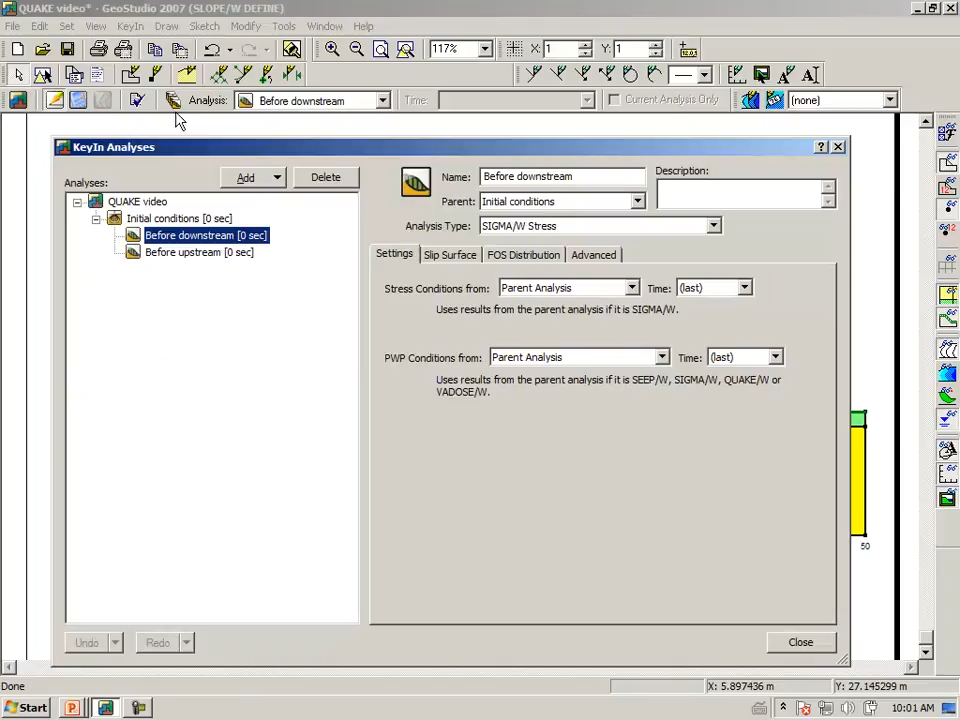 QUAKE video* - GeoStudio 2007 (SLOPE/W DEFINE)
File Edit Set View KeyIn Draw Sketch Modify Tools Window Help
117% X: 1 Y: 1
Analysis: Before downstream Time: Current Analysis Only (none)
KeyIn Analyses
Analyses: Add Delete
QUAKE video
Initial conditions [0 sec]
Before downstream [0 sec]
Before upstream [0 sec]
Name: Before downstream Description:
Parent: Initial conditions
Analysis Type: SIGMA/W Stress
Settings Slip Surface FOS Distribution Advanced
Stress Conditions from: Parent Analysis Time: (last)
Uses results from the parent analysis if it is SIGMA/W.
PWP Conditions from: Parent Analysis Time: (last)
Uses results from the parent analysis if it is SEEP/W, SIGMA/W, QUAKE/W or
VADOSE/W.
50
Undo Redo Close
Done X: 5.897436 m Y: 27.145299 m
Start 10:01 AM